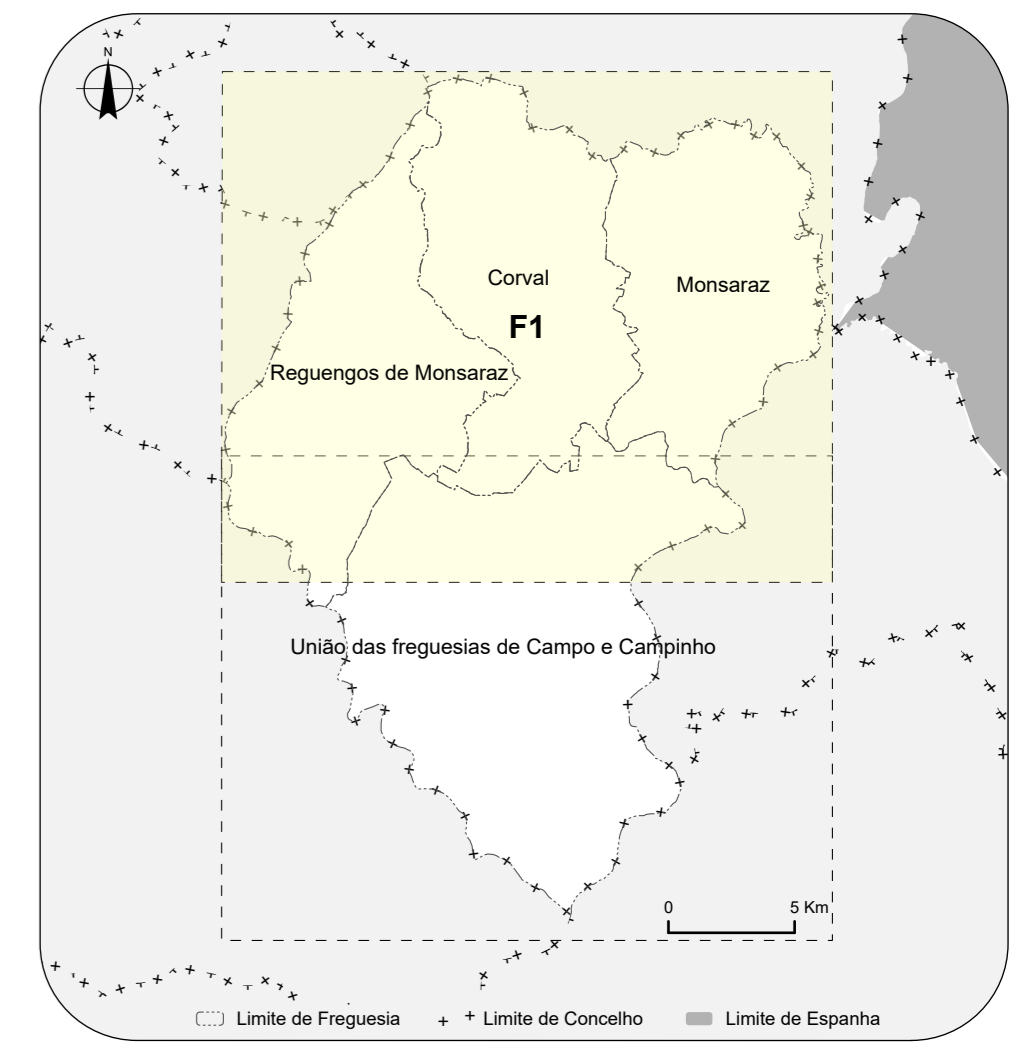 N
Corval
Monsaraz
F1
Reguengos de Monsaraz
União das freguesias de Campo e Campinho
0 5 Km
Limite de Freguesia Limite de Concelho Limite de Espanha